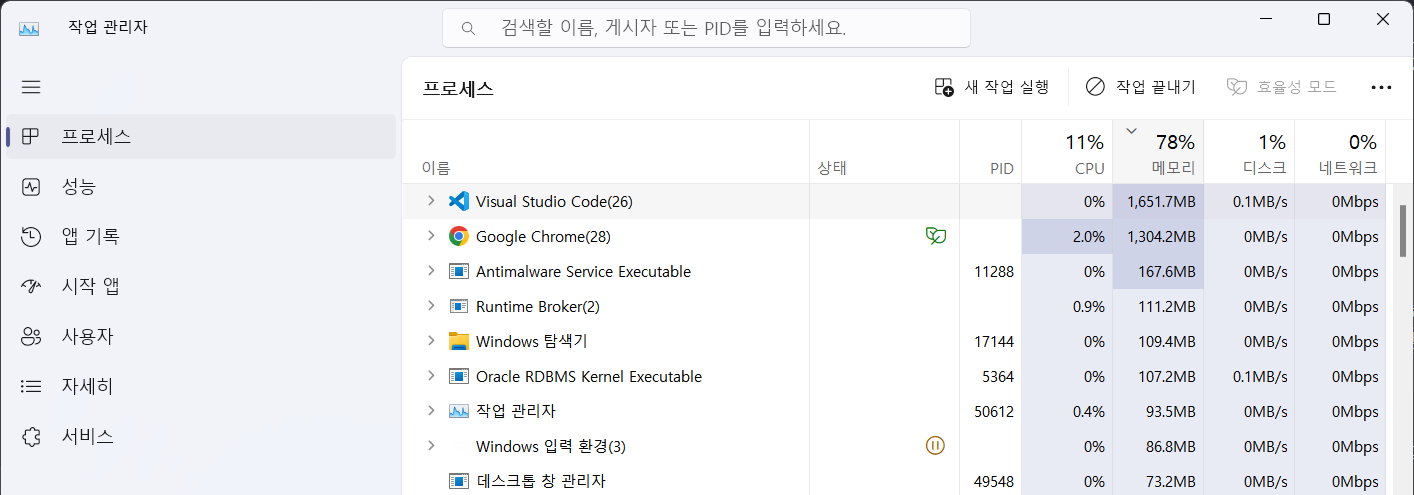 작업 관리자
검색할 이름, 게시자 또는 PID를 입력하세요.
프로세스
성능
앱 기록
시작 앱
사용자
자세히
서비스
프로세스
새 작업 실행
작업 끝내기
효율성 모드
11% 78% 1% 0%
이름 상태 PID CPU 메모리 디스크 네트워크
Visual Studio Code(26) 0% 1,651.7MB 0.1MB/s 0Mbps
Google Chrome(28) 2.0% 1,304.2MB 0MB/s 0Mbps
Antimalware Service Executable 11288 0% 167.6MB 0MB/s 0Mbps
Runtime Broker(2) 0.9% 111.2MB 0MB/s 0Mbps
Windows 탐색기 17144 0% 109.4MB 0MB/s 0Mbps
Oracle RDBMS Kernel Executable 5364 0% 107.2MB 0.1MB/s 0Mbps
작업 관리자 50612 0.4% 93.5MB 0MB/s 0Mbps
Windows 입력 환경(3) 0% 86.8MB 0MB/s 0Mbps
데스크톱 창 관리자 49548 0% 73.2MB 0MB/s 0Mbps